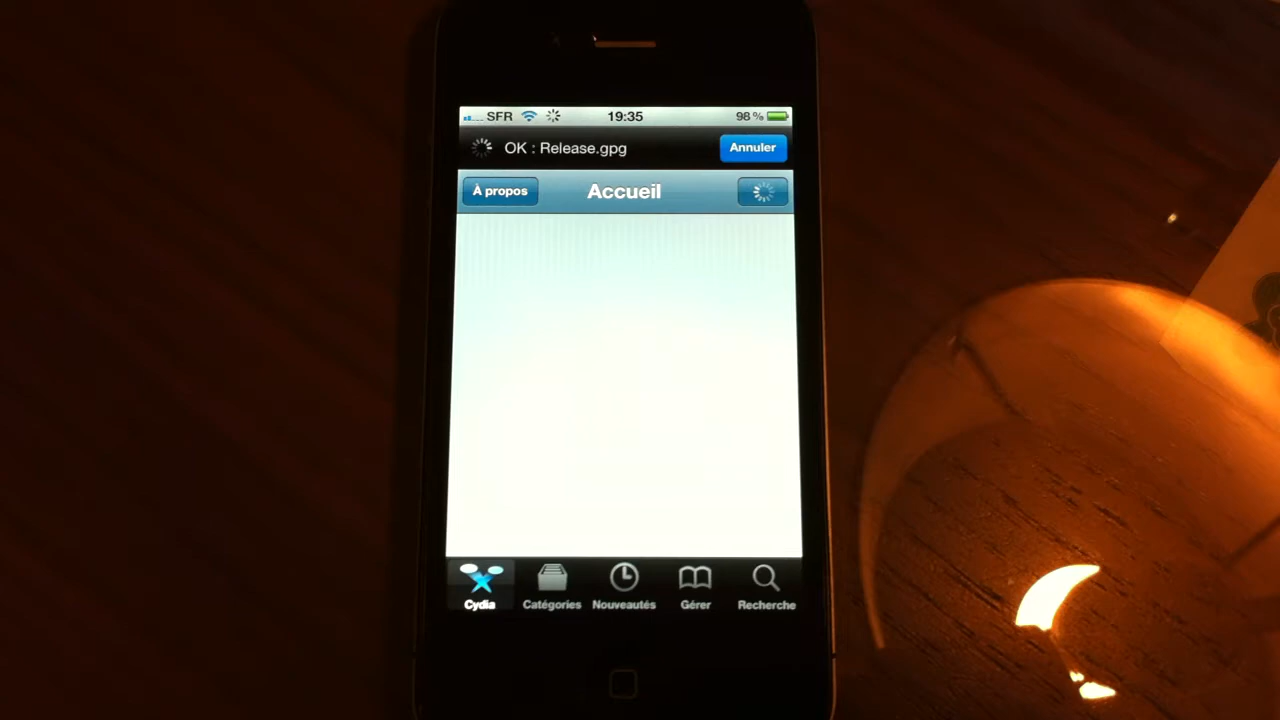 SFR 19:35 98 %
OK : Release.gpg Annuler
À propos Accueil
Cydia Catégories Nouveautés Gérer Recherche